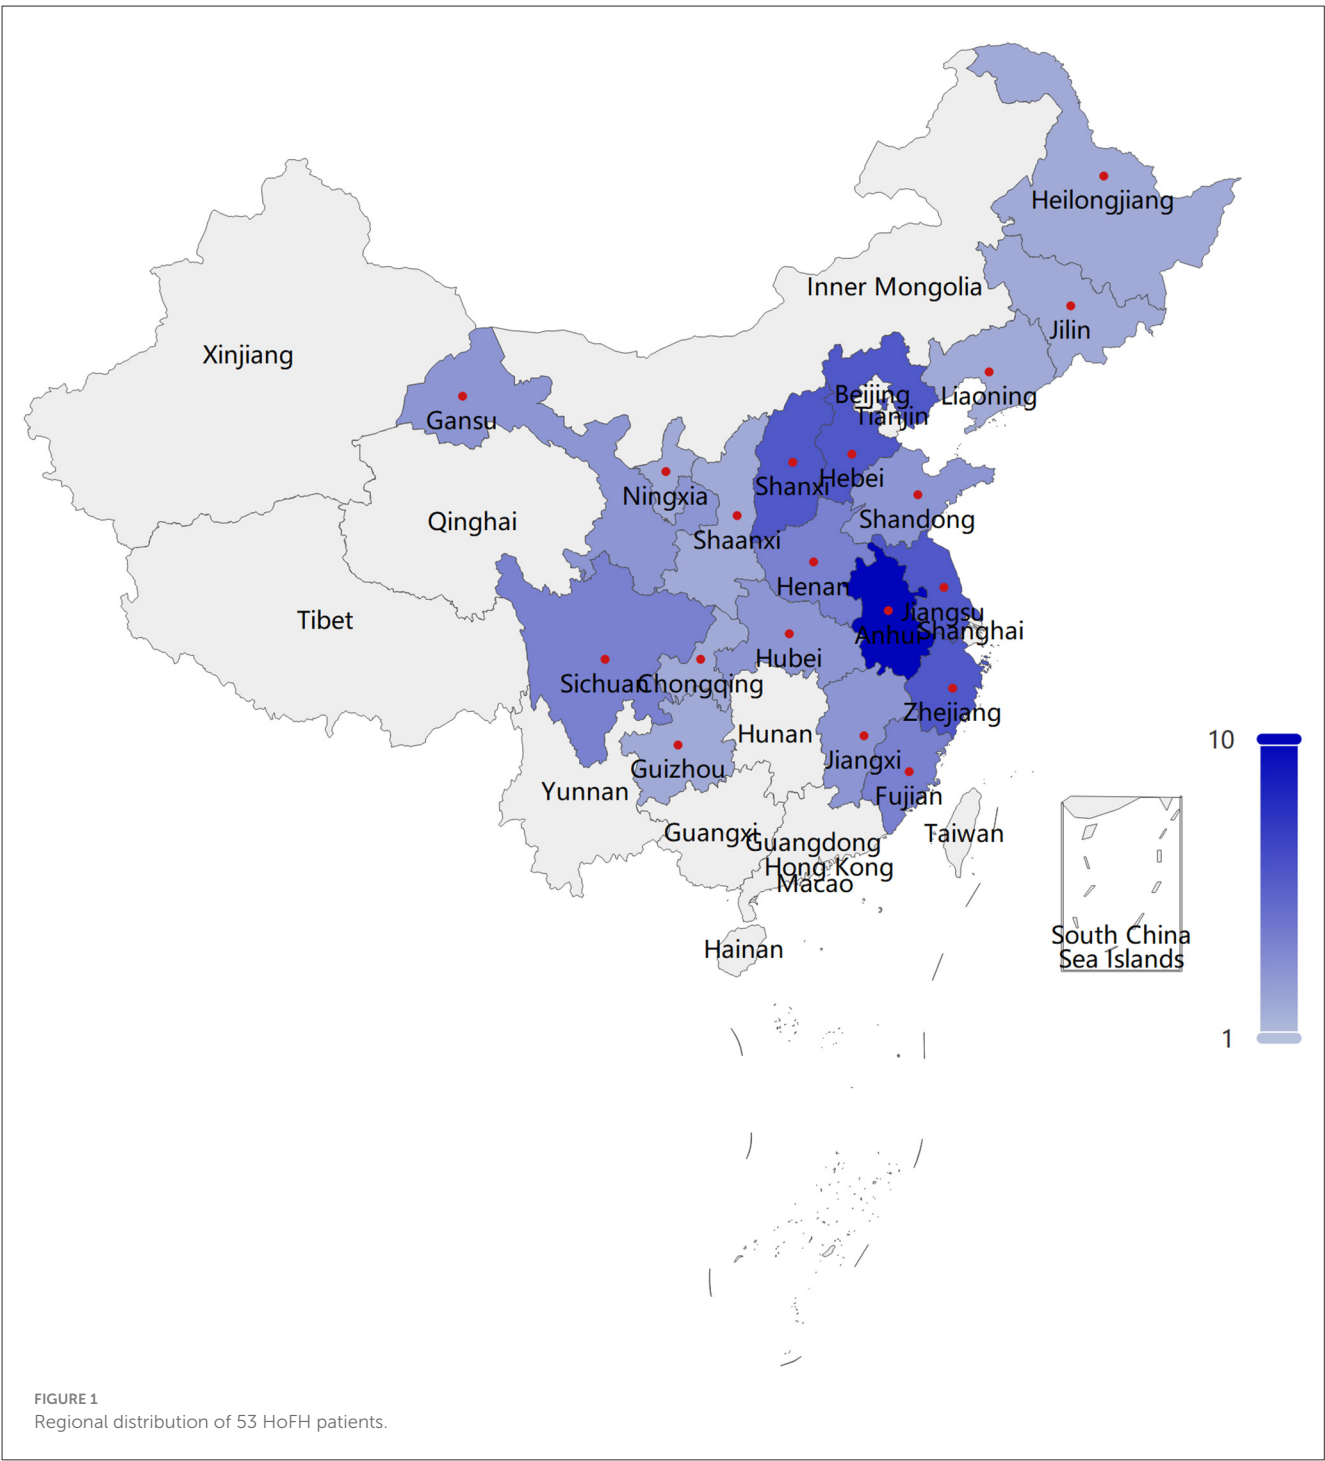 Heilongjiang
Inner Mongolia
Jilin
Xinjiang
Beijing
Liaoning
Tianjin
Gansu
Shanxi
Hebei
Ningxia
Qinghai
Shandong
Shaanxi
Henan
Tibet
Jiangsu
Anhui
Shanghai
Hubei
Sichuan
Chongqing
Zhejiang
Hunan
10
Jiangxi
Guizhou
Yunnan
Fujian
Guangxi
Guangdong
Taiwan
Hong Kong
Macao
South China
Sea Islands
Hainan
1
FIGURE 1
Regional distribution of 53 HoFH patients.